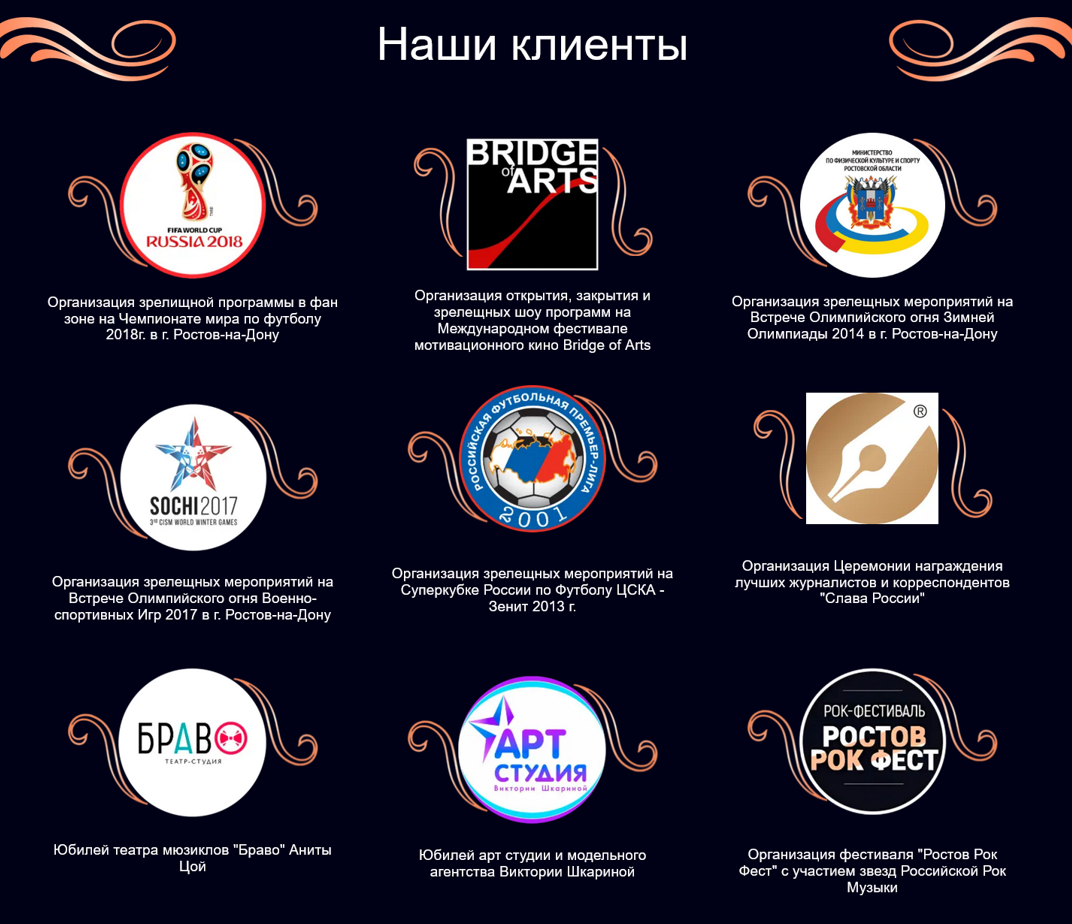 Наши клиенты
FIFA WORLD CUP
RUSSIA 2018
Организация зрелищной программы в фан
зоне на Чемпионате мира по футболу
2018г. в г. Ростов-на-Дону
BRIDGE
of
ARTS
Организация открытия, закрытия и
зрелещных шоу программ на
Международном фестивале
мотивационного кино Bridge of Arts
МИНИСТЕРСТВО
ПО ФИЗИЧЕСКОЙ КУЛЬТУРЕ И СПОРТУ
РОСТОВСКОЙ ОБЛАСТИ
Организация зрелещных мероприятий на
Встрече Олимпийского огня Зимней
Олимпиады 2014 в г. Ростов-на-Дону
SOCHI 2017
3RD CISM WORLD WINTER GAMES
Организация зрелещных мероприятий на
Встрече Олимпийского огня Военно-
спортивных Игр 2017 в г. Ростов-на-Дону
РОССИЙСКАЯ ФУТБОЛЬНАЯ ПРЕМЬЕР-ЛИГА
2001
Организация зрелещных мероприятий на
Суперкубке России по Футболу ЦСКА -
Зенит 2013 г.
®
Организация Церемонии награждения
лучших журналистов и корреспондентов
"Слава России"
БРАВО
ТЕАТР-СТУДИЯ
Юбилей театра мюзиклов "Браво" Аниты
Цой
АРТ
СТУДИЯ
Виктории Шкариной
Юбилей арт студии и модельного
агентства Виктории Шкариной
РОК-ФЕСТИВАЛЬ
РОСТОВ
РОК ФЕСТ
Организация фестиваля "Ростов Рок
Фест" с участием звезд Российской Рок
Музыки